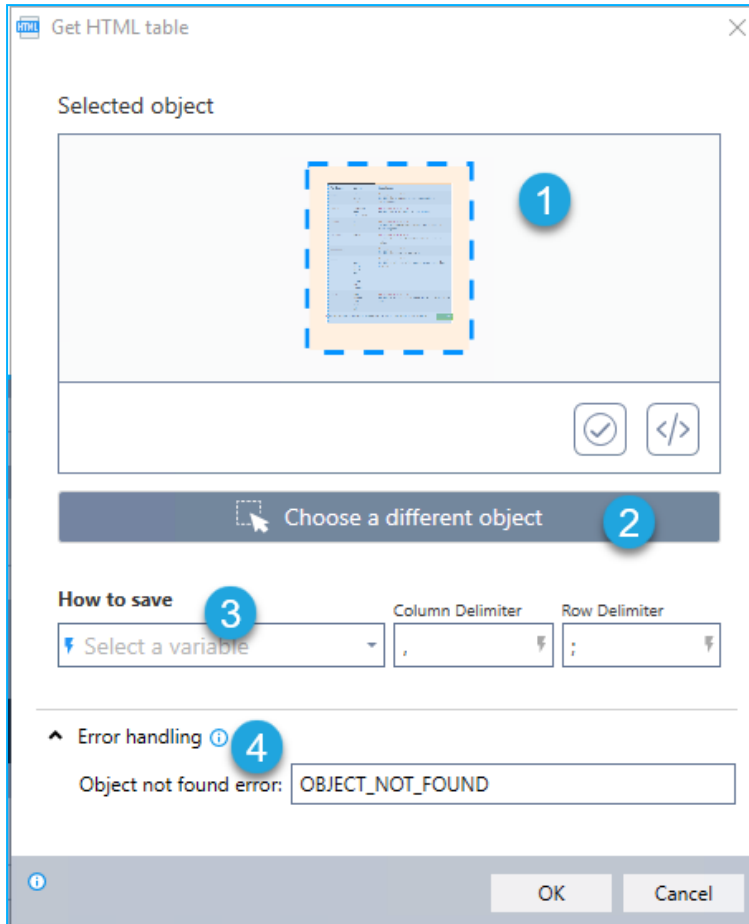 HTML
Get HTML table
Selected object
1
</>
Choose a different object
2
How to save
3
Column Delimiter
Row Delimiter
Select a variable
,
;
Error handling
4
Object not found error:
OBJECT_NOT_FOUND
OK
Cancel